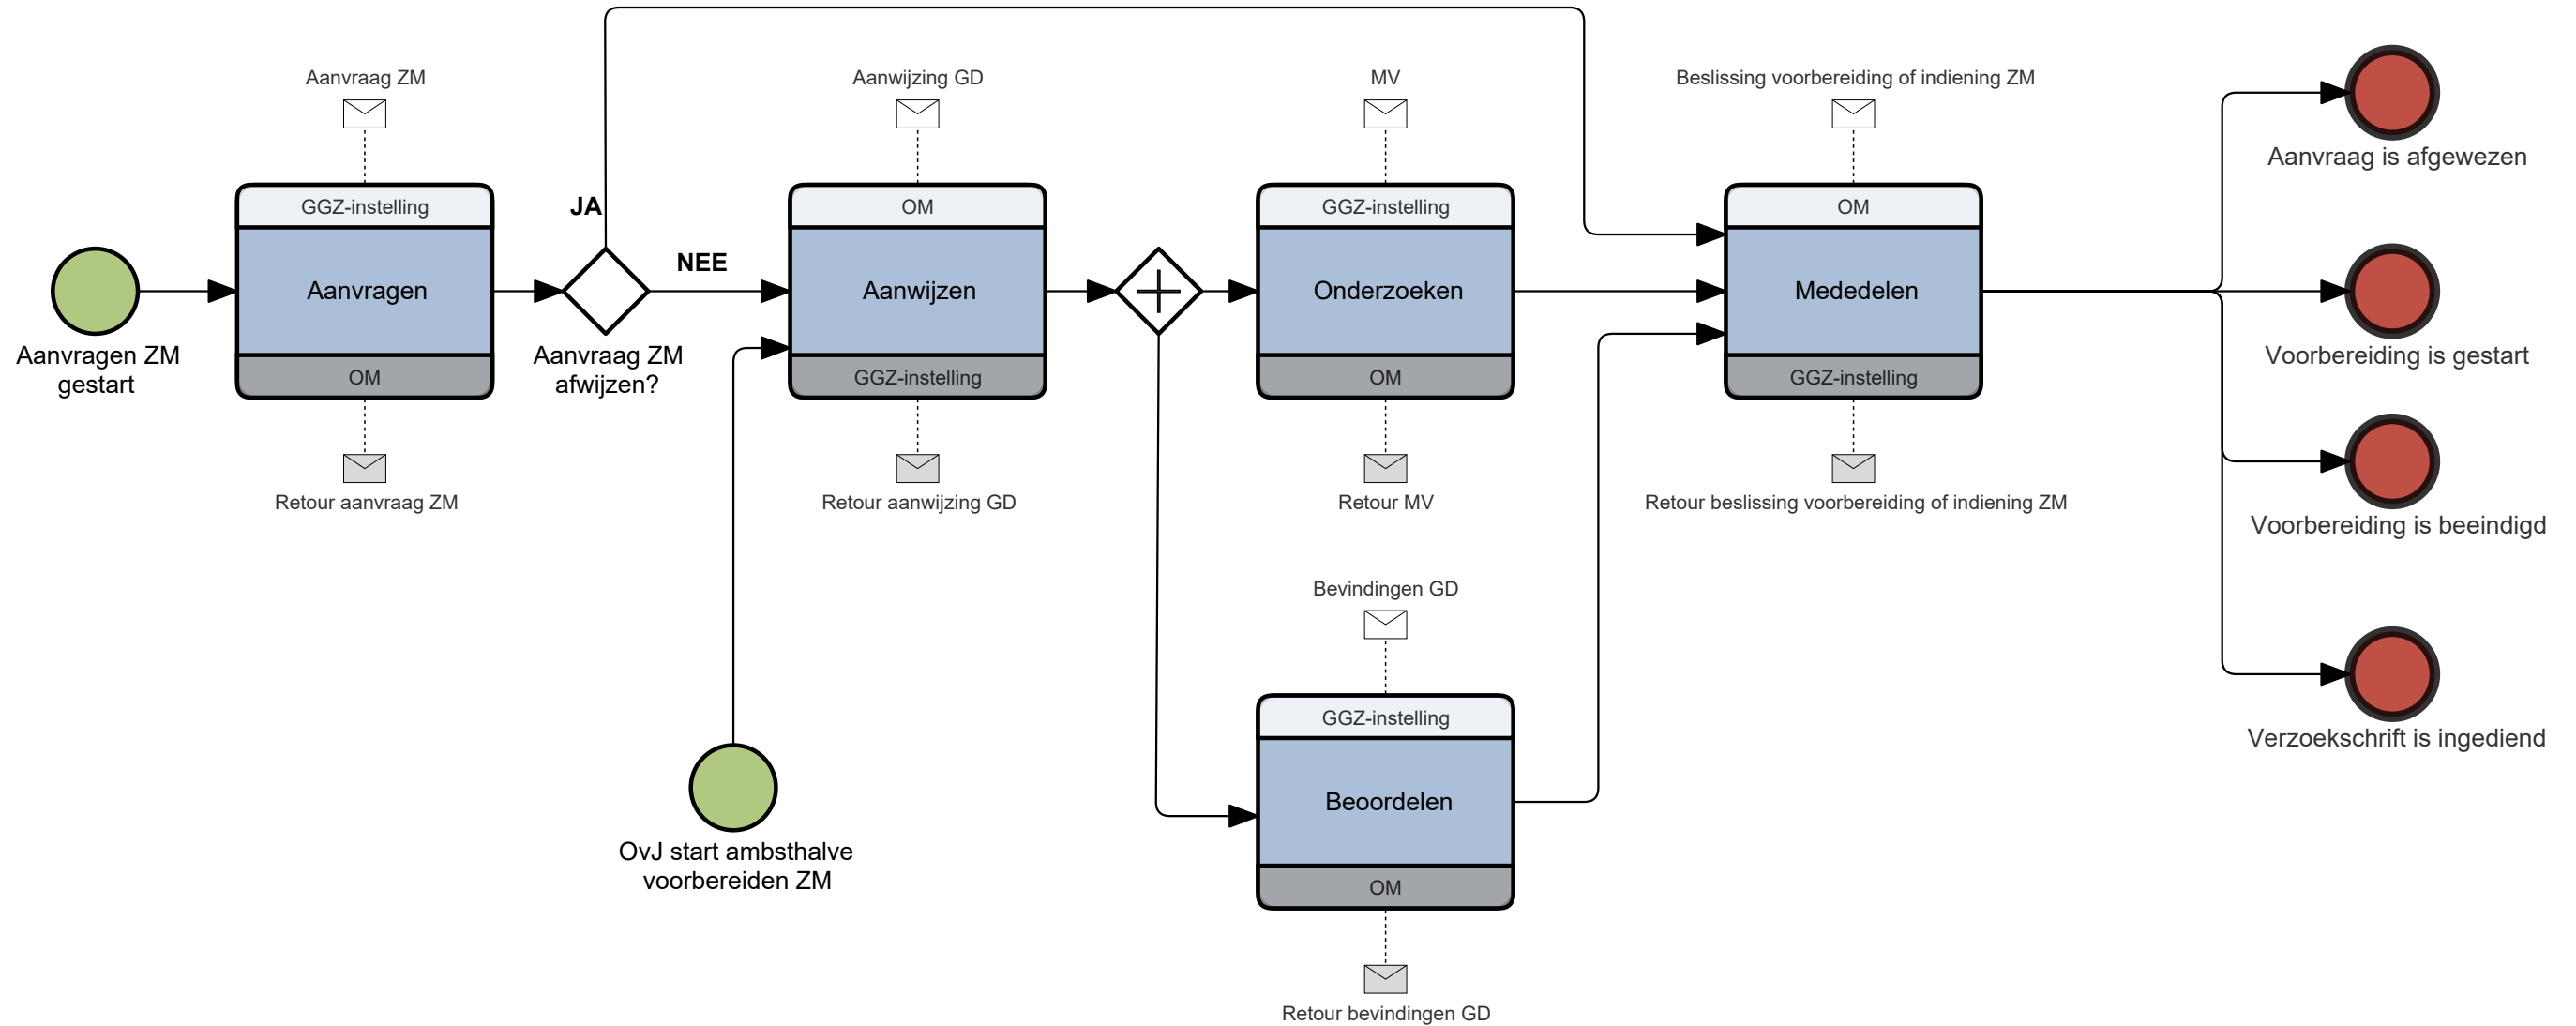 Aanvraag ZM
Aanwijzing GD
MV
Beslissing voorbereiding of indiening ZM
Aanvraag is afgewezen
GGZ-instelling
JA
OM
GGZ-instelling
OM
NEE
Aanvragen
Aanwijzen
Onderzoeken
Mededelen
Aanvragen ZM
gestart
Aanvraag ZM
afwijzen?
Voorbereiding is gestart
OM
GGZ-instelling
OM
GGZ-instelling
Retour aanvraag ZM
Retour aanwijzing GD
Retour MV
Retour beslissing voorbereiding of indiening ZM
Voorbereiding is beeindigd
Bevindingen GD
GGZ-instelling
Verzoekschrift is ingediend
Beoordelen
OvJ start ambsthalve
voorbereiden ZM
OM
Retour bevindingen GD